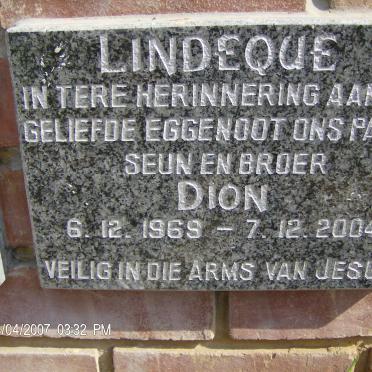 LINDEQUE
IN TERE HERINNERING AAN
GELIEFDE EGGENOOT ONS PA
SEUN EN BROER
DION
6. 12. 1969 – 7. 12. 2004
VEILIG IN DIE ARMS VAN JESU
/04/2007 03:32 PM